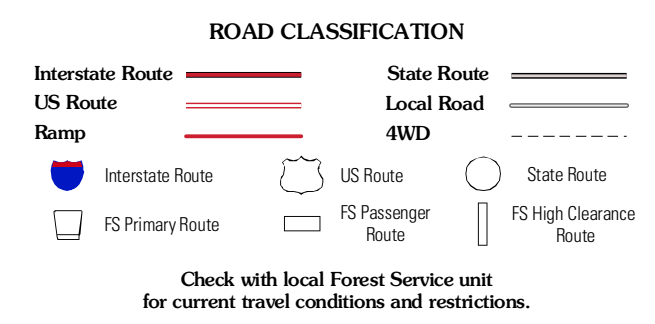 ROAD CLASSIFICATION
Interstate Route
State Route
US Route
Local Road
Ramp
4WD
Interstate Route
US Route
State Route
FS Primary Route
FS Passenger
Route
FS High Clearance
Route
Check with local Forest Service unit
for current travel conditions and restrictions.